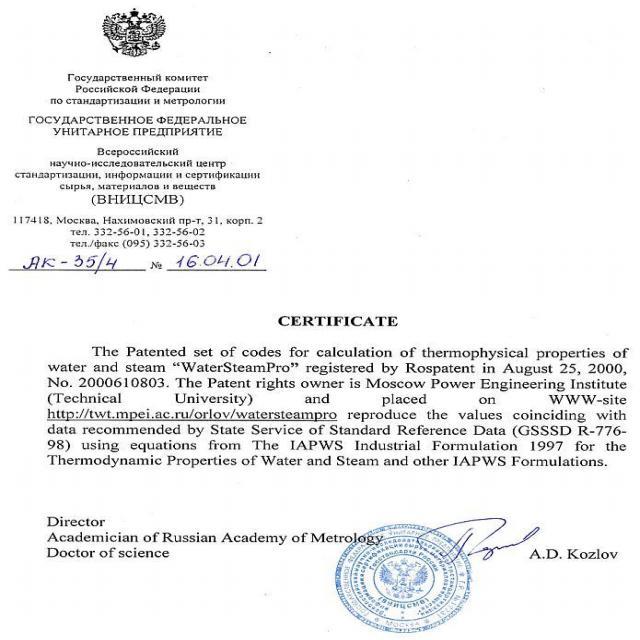 Государственный комитет
Российской Федерации
по стандартизации и метрологии
ГОСУДАРСТВЕННОЕ ФЕДЕРАЛЬНОЕ
УНИТАРНОЕ ПРЕДПРИЯТИЕ
Всероссийский
научно-исследовательский центр
стандартизации, информации и сертификации
сырья, материалов и веществ
(ВНИЦСМВ)
117418, Москва, Нахимовский пр-т, 31, корп. 2
тел. 332-56-01, 332-56-02
тел./факс (095) 332-56-03
АК-35/4 № 16.04.01
CERTIFICATE
The Patented set of codes for calculation of thermophysical properties of
water and steam “WaterSteamPro” registered by Rospatent in August 25, 2000,
No. 2000610803. The Patent rights owner is Moscow Power Engineering Institute
(Technical University) and placed on WWW-site
http://twt.mpei.ac.ru/orlov/watersteampro reproduce the values coinciding with
data recommended by State Service of Standard Reference Data (GSSSD R-776-
98) using equations from The IAPWS Industrial Formulation 1997 for the
Thermodynamic Properties of Water and Steam and other IAPWS Formulations.
Director
Academician of Russian Academy of Metrology
Doctor of science A.D. Kozlov
(ВНИЦСМВ)
МОСКВА